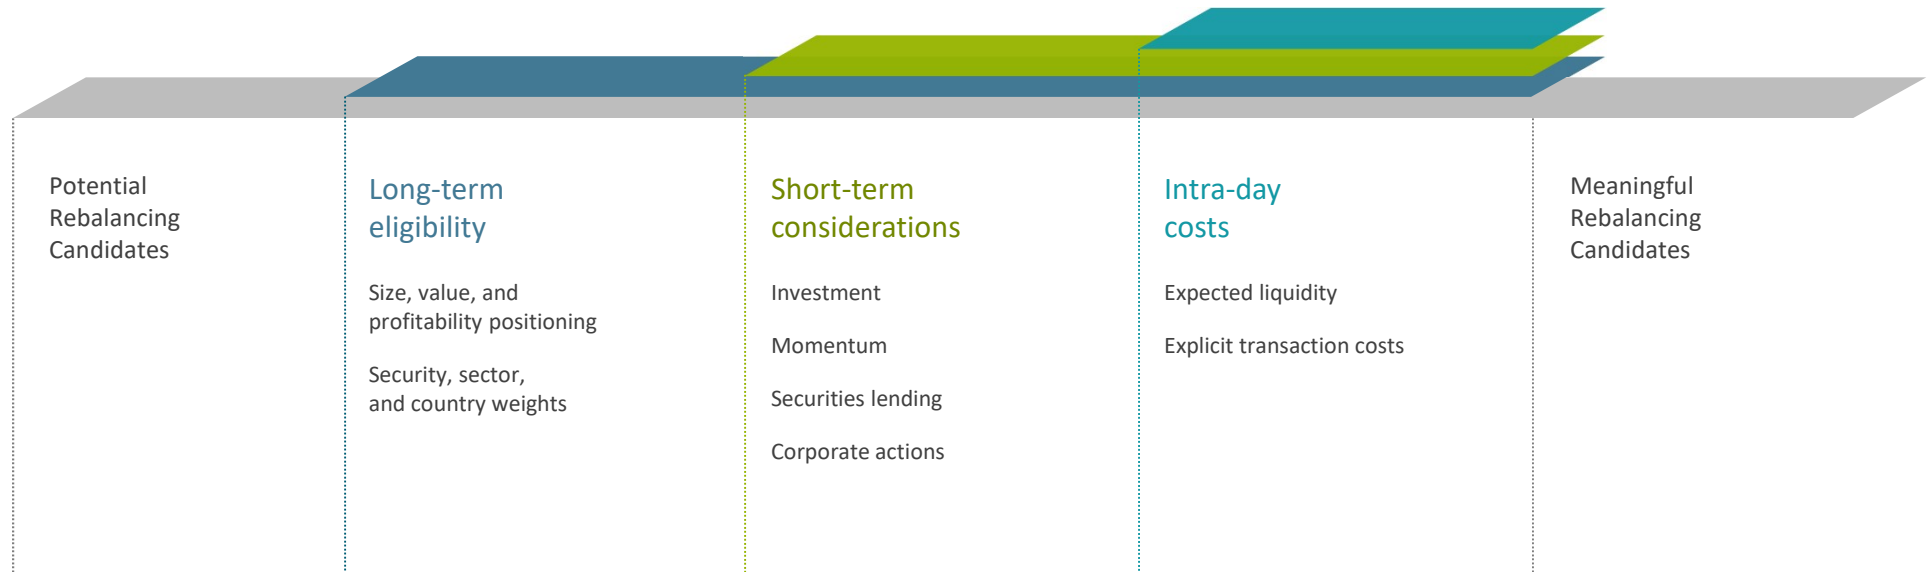 Potential
Rebalancing
Candidates
Long-term
eligibility
Size, value, and
profitability positioning
Security, sector,
and country weights
Short-term
considerations
Investment
Momentum
Securities lending
Corporate actions
Intra-day
costs
Expected liquidity
Explicit transaction costs
Meaningful
Rebalancing
Candidates